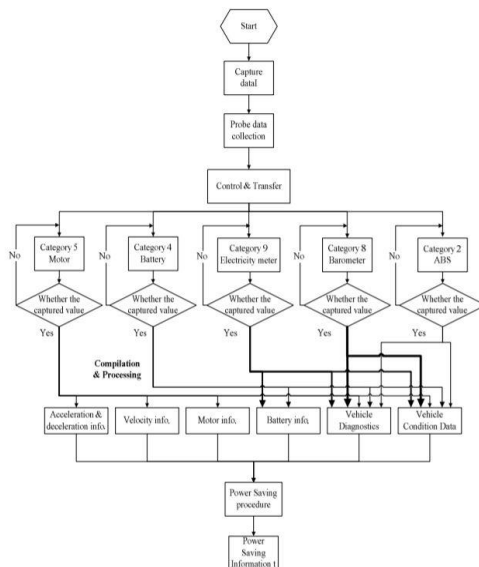 Start
Capture
data1
Probe data
collection
Control & Transfer
No
Category 5
Motor
No
Category 4
Battery
No
Category 9
Electricity meter
No
Category 8
Barometer
No
Category 2
ABS
Whether the
captured value
Whether the
captured value
Whether the
captured value
Whether the
captured value
Whether the
captured value
Yes
Yes
Yes
Yes
Yes
Compilation
& Processing
Acceleration &
deceleration info.
Velocity info.
Motor info.
Battery info.
Vehicle
Diagnostics
Vehicle
Condition Data
Power Saving
procedure
Power
Saving
Information 1